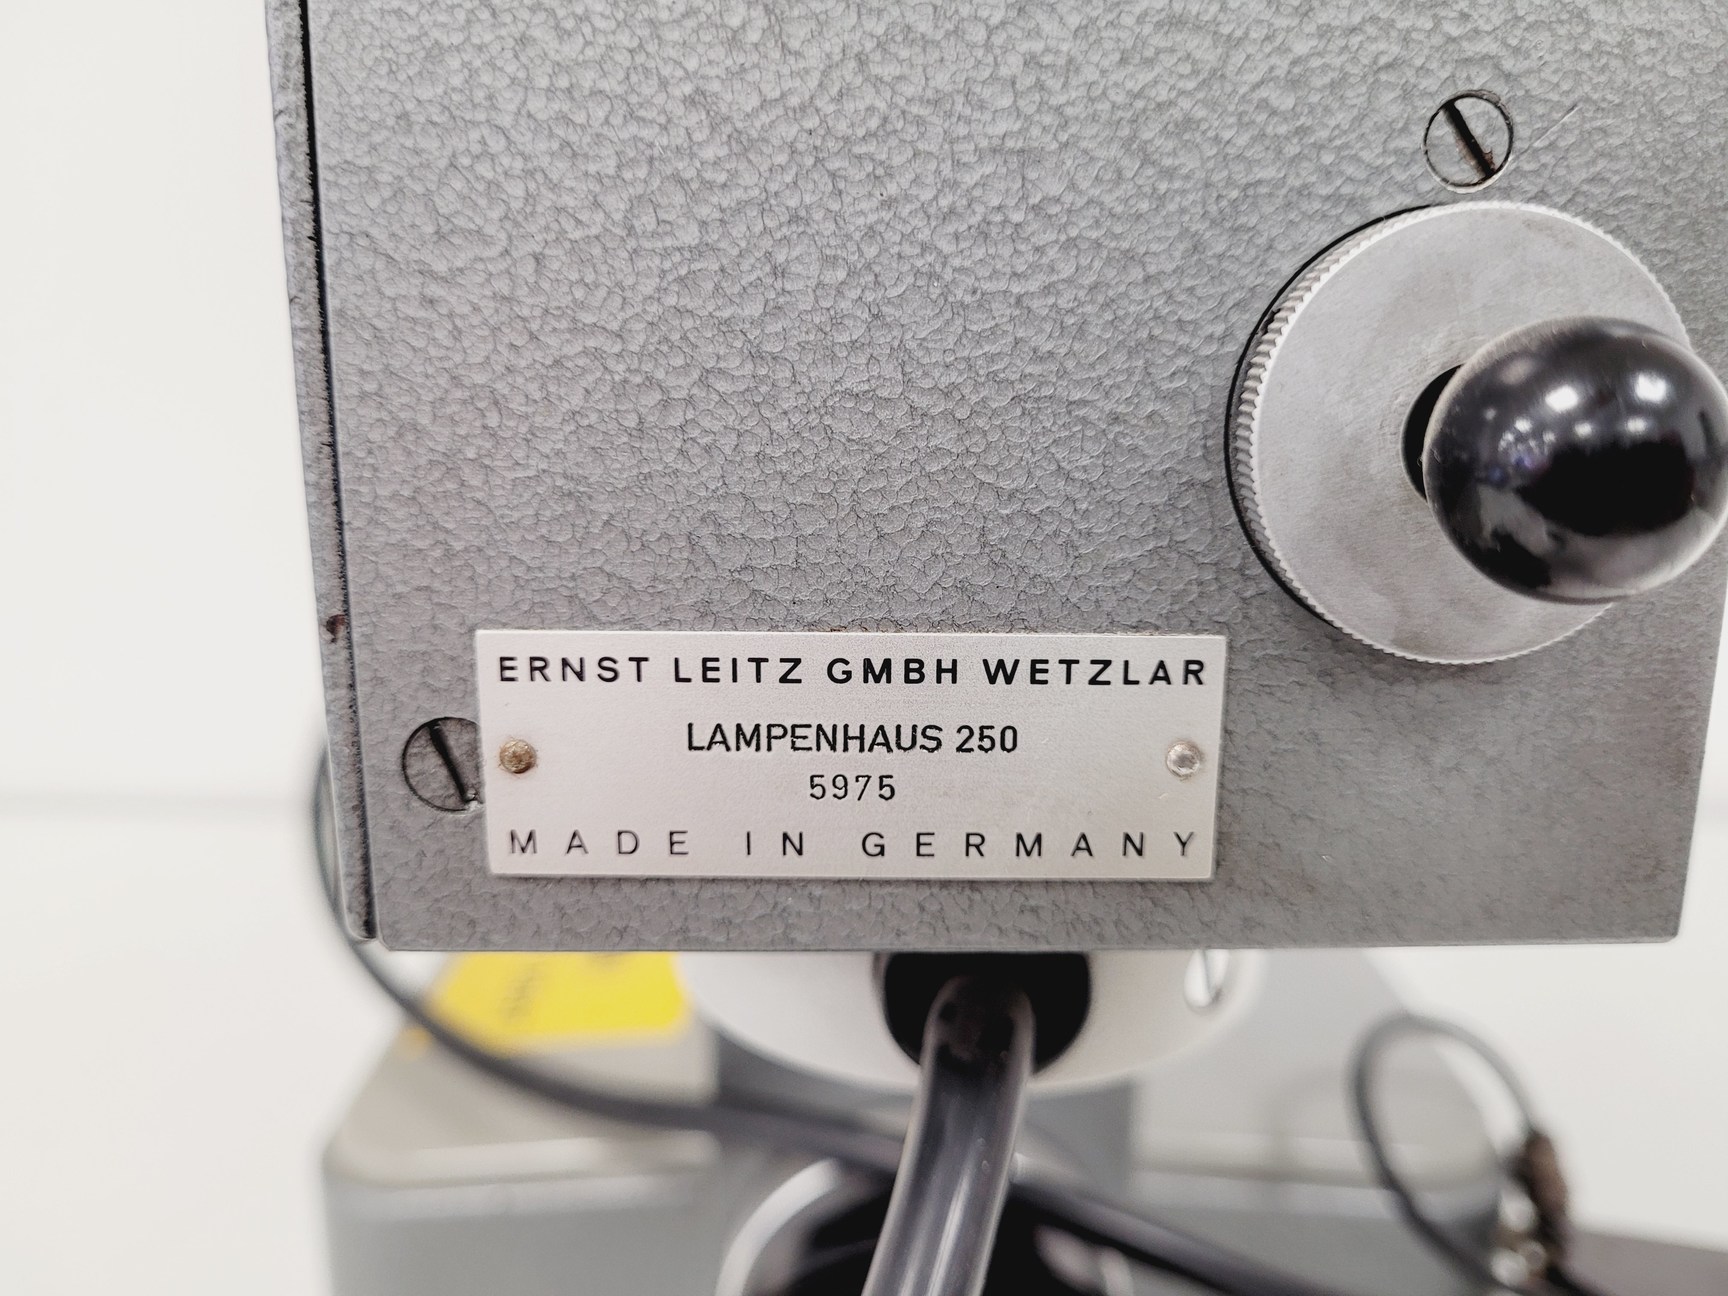 ERNST LEITZ GMBH WETZLAR
LAMPENHAUS 250
5975
MADE IN GERMANY